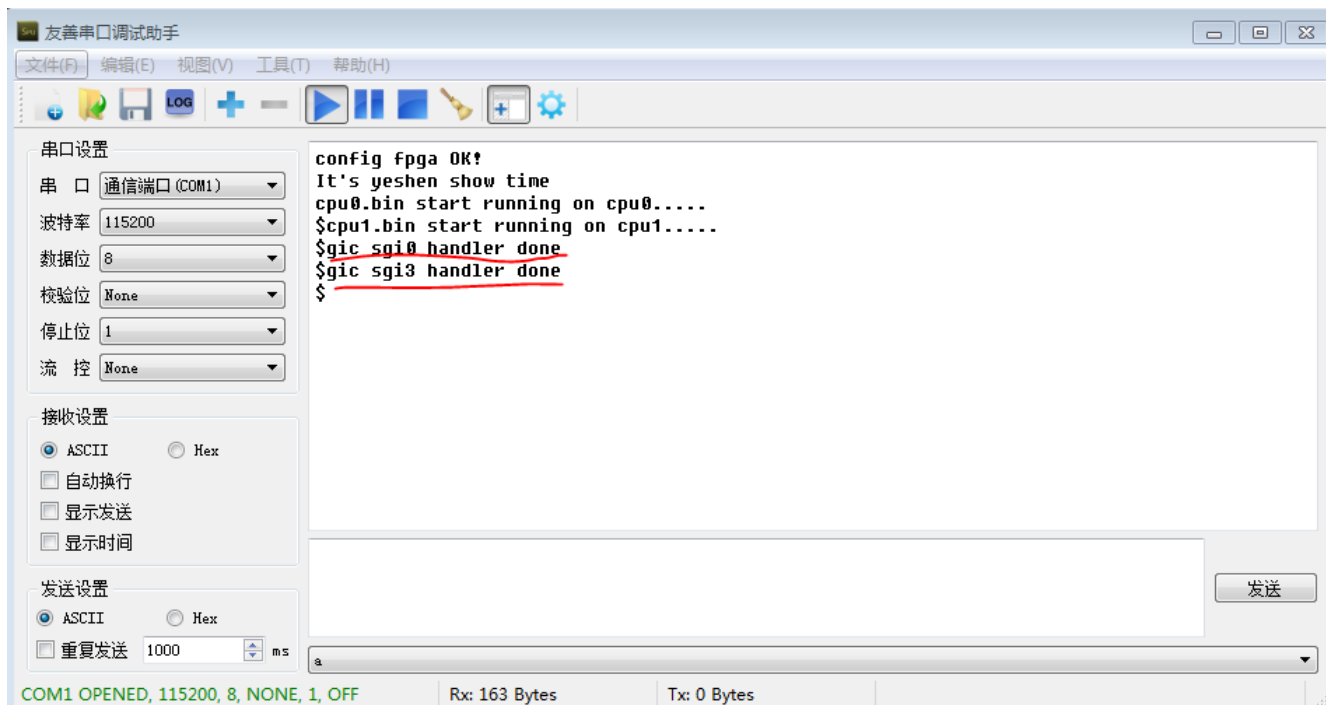 友善串口调试助手
文件(F) 编辑(E) 视图(V) 工具(T) 帮助(H)
LOG
串口设置
串 口 通信端口(COM1)
波特率 115200
数据位 8
校验位 None
停止位 1
流 控 None
接收设置
ASCII Hex
自动换行
显示发送
显示时间
发送设置
ASCII Hex
重复发送 1000 ms
config fpga OK!
It's yeshen show time
cpu0.bin start running on cpu0.....
$cpu1.bin start running on cpu1.....
$gic sgi0 handler done
$gic sgi3 handler done
$
发送
a
COM1 OPENED, 115200, 8, NONE, 1, OFF Rx: 163 Bytes Tx: 0 Bytes